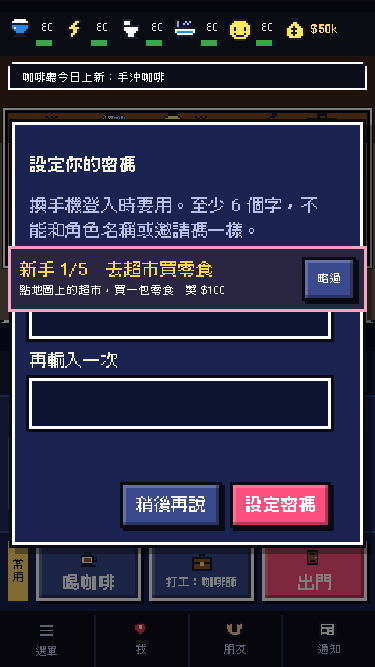 80 80 80 80 80 $50k
咖啡廳今日上新：手沖咖啡
設定你的密碼
換手機登入時要用。至少 6 個字，不
能和角色名稱或邀請碼一樣。
新手 1/5 去超市買零食
點地圖上的超市，買一包零食 獎 $100
略過
再輸入一次
稍後再說 設定密碼
常用
喝咖啡 打工：咖啡師 出門
選單 我 朋友 通知